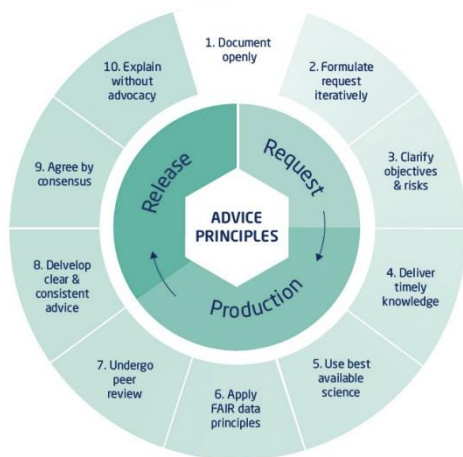 1. Document
openly
2. Formulate
request
iteratively
3. Clarify
objectives
& risks
4. Deliver
timely
knowledge
5. Use best
available
science
6. Apply
FAIR data
principles
7. Undergo
peer
review
8. Delvelop
clear &
consistent
advice
9. Agree by
consensus
10. Explain
without
advocacy
Request
Production
Release
ADVICE
PRINCIPLES